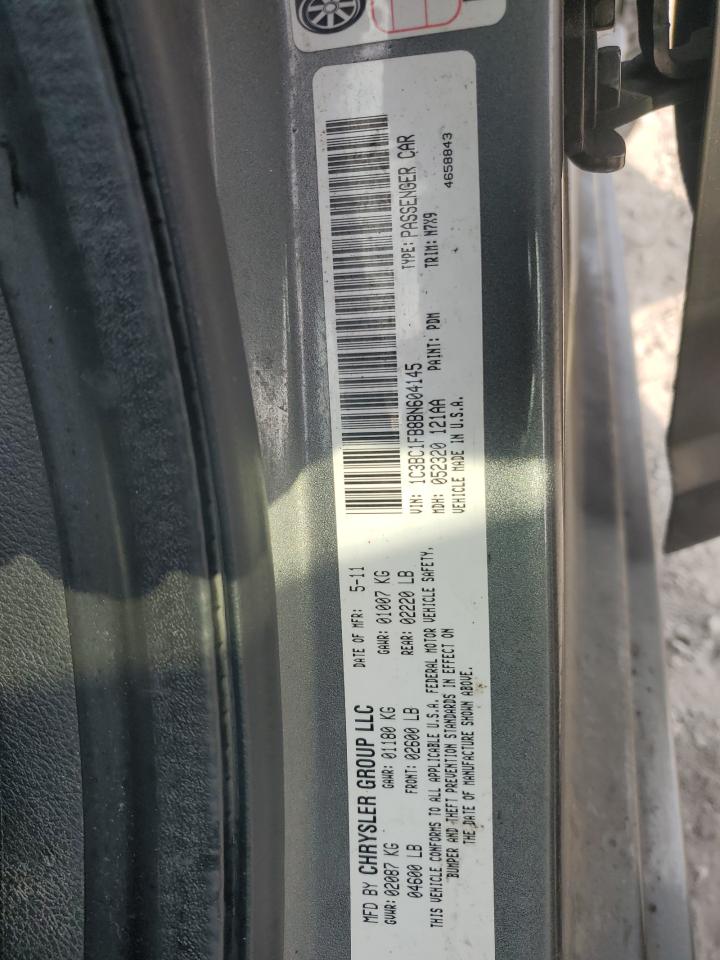 MFD BY CHRYSLER GROUP LLC DATE OF MFR: 5-11
GVWR: 02087 KG GAWR: 01180 KG GAWR: 01007 KG
04600 LB FRONT: 02600 LB REAR: 02220 LB
THIS VEHICLE CONFORMS TO ALL APPLICABLE U.S.A. FEDERAL MOTOR VEHICLE SAFETY,
BUMPER AND THEFT PREVENTION STANDARDS IN EFFECT ON
THE DATE OF MANUFACTURE SHOWN ABOVE.
VIN: 1C3BC1FB8BN604145 TYPE: PASSENGER CAR
MDH: 052320 121AA PAINT: PDM TRIM: M7X9
VEHICLE MADE IN U.S.A. 4658843